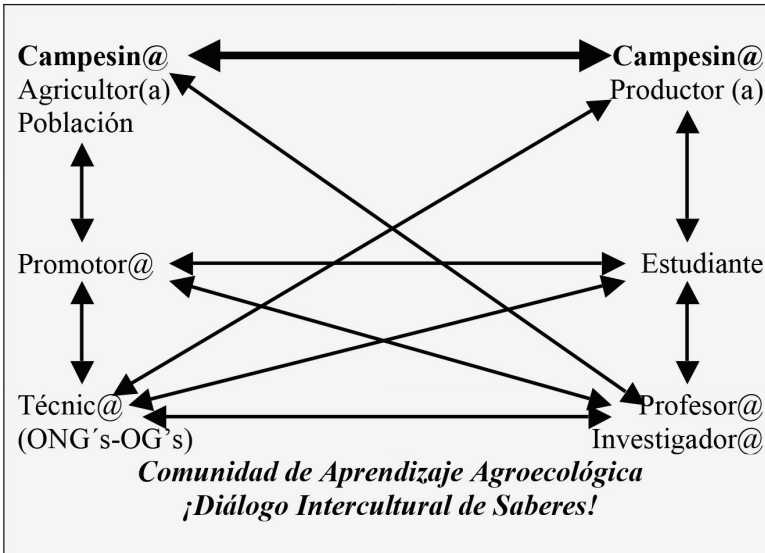 Campesin@
Agricultor(a)
Población
Campesin@
Productor (a)
Promotor@
Estudiante
Técnic@
(ONG´s-OG's)
Profesor@
Investigador@
Comunidad de Aprendizaje Agroecológica
¡Diálogo Intercultural de Saberes!